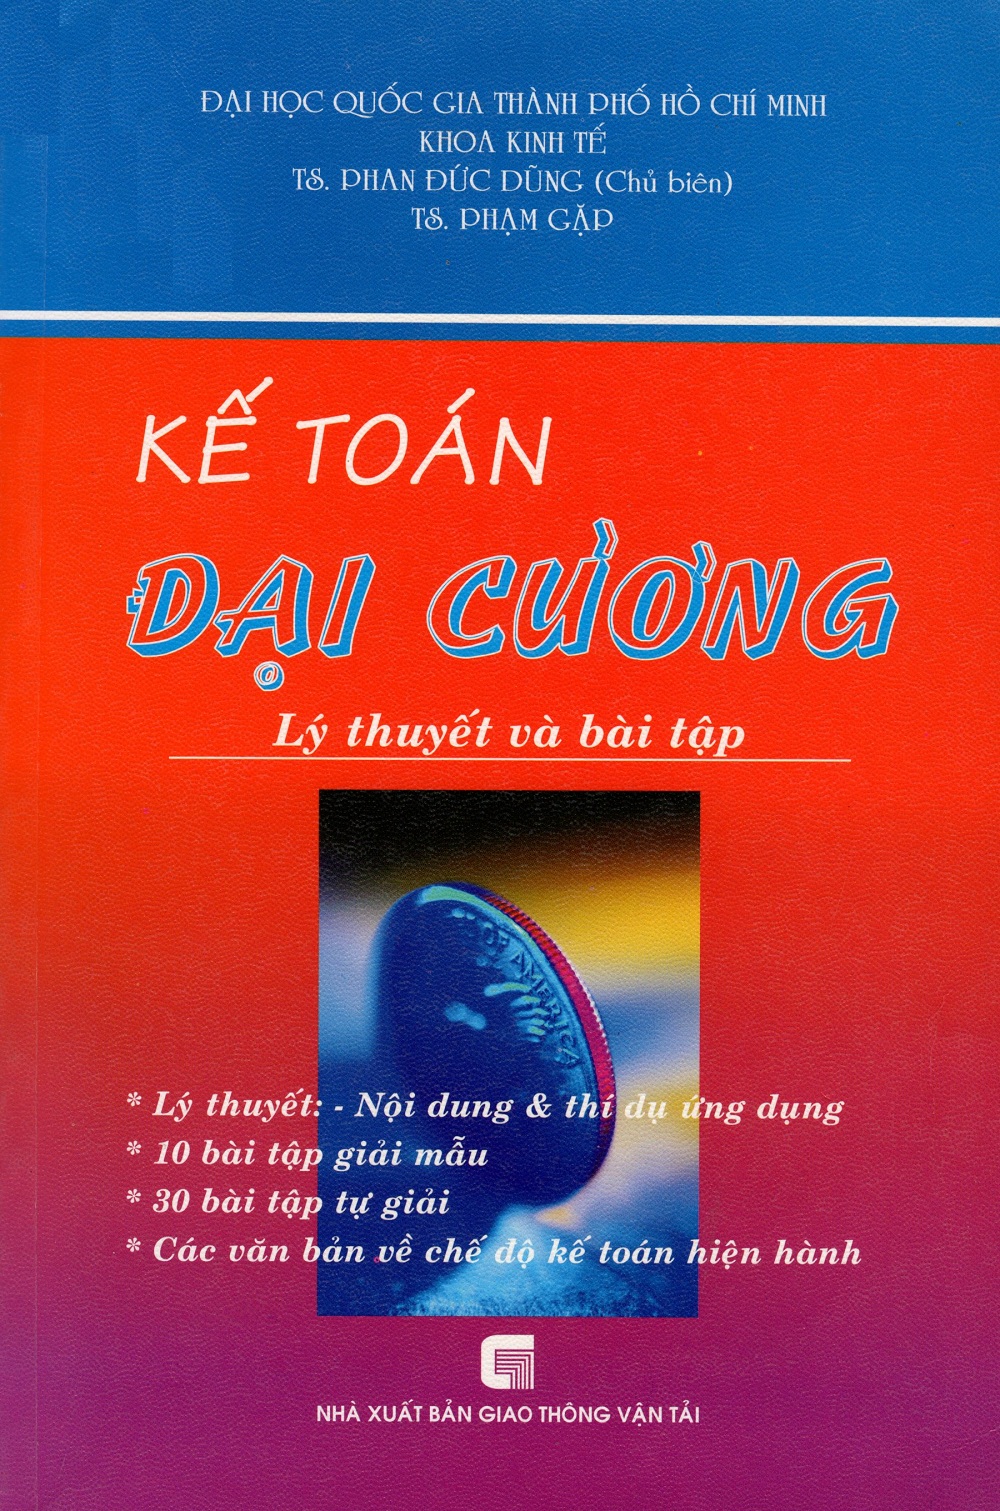 ĐẠI HỌC QUỐC GIA THÀNH PHỐ HỒ CHÍ MINH
KHOA KINH TẾ
TS. PHAN ĐỨC DŨNG (Chủ biên)
TS. PHẠM GẶP
KẾ TOÁN
ĐẠI CƯƠNG
Lý thuyết và bài tập
OF AMERICA
* Lý thuyết: - Nội dung & thí dụ ứng dụng
* 10 bài tập giải mẫu
* 30 bài tập tự giải
* Các văn bản về chế độ kế toán hiện hành
NHÀ XUẤT BẢN GIAO THÔNG VẬN TẢI